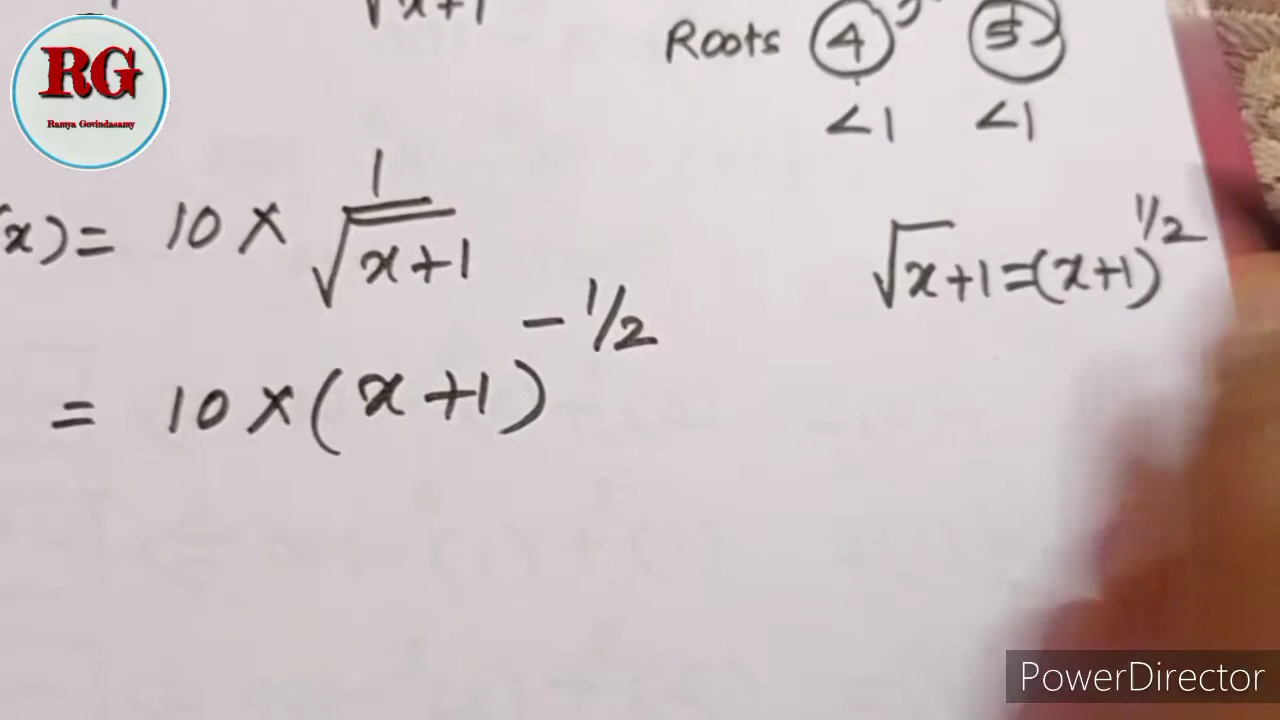 √x+1
Roots 4 5
<1 <1
RG
Ramya Govindasamy
x) = 10 × 1/√x+1
√x+1=(x+1)^1/2
= 10 × (x+1)^-1/2
PowerDirector